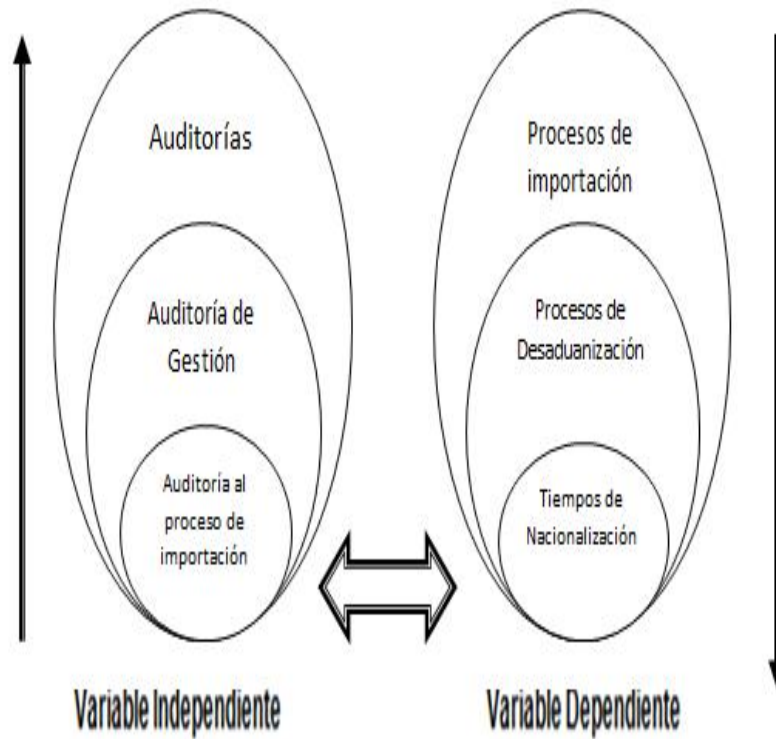 Auditorías
Auditoría de
Gestión
Auditoría al
proceso de
importación
Variable Independiente
Procesos de
importación
Procesos de
Desaduanización
Tiempos de
Nacionalización
Variable Dependiente